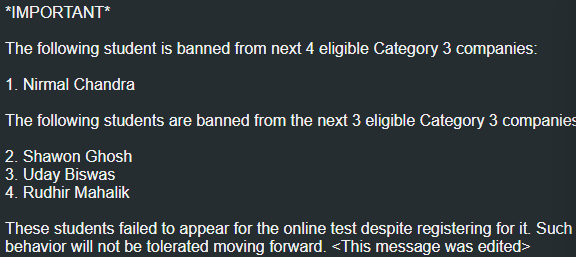 *IMPORTANT*
The following student is banned from next 4 eligible Category 3 companies:
1. Nirmal Chandra
The following students are banned from the next 3 eligible Category 3 companies
2. Shawon Ghosh
3. Uday Biswas
4. Rudhir Mahalik
These students failed to appear for the online test despite registering for it. Such
behavior will not be tolerated moving forward. <This message was edited>